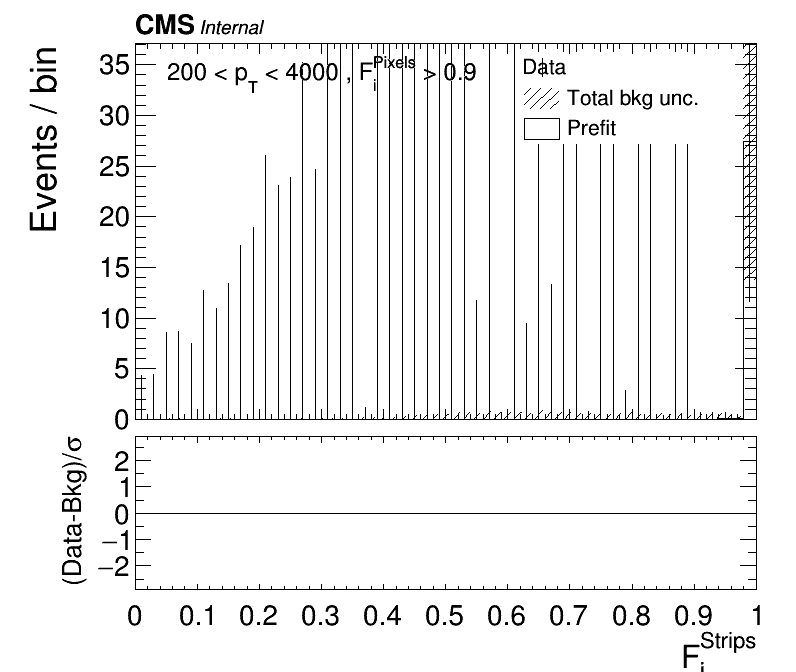 CMS Internal
200 < p_T < 4000 , F_i^Pixels > 0.9
Data
Total bkg unc.
Prefit
Events / bin
35
30
25
20
15
10
5
0
(Data-Bkg)/σ
2
1
0
−1
−2
0 0.1 0.2 0.3 0.4 0.5 0.6 0.7 0.8 0.9 1
F_i^Strips